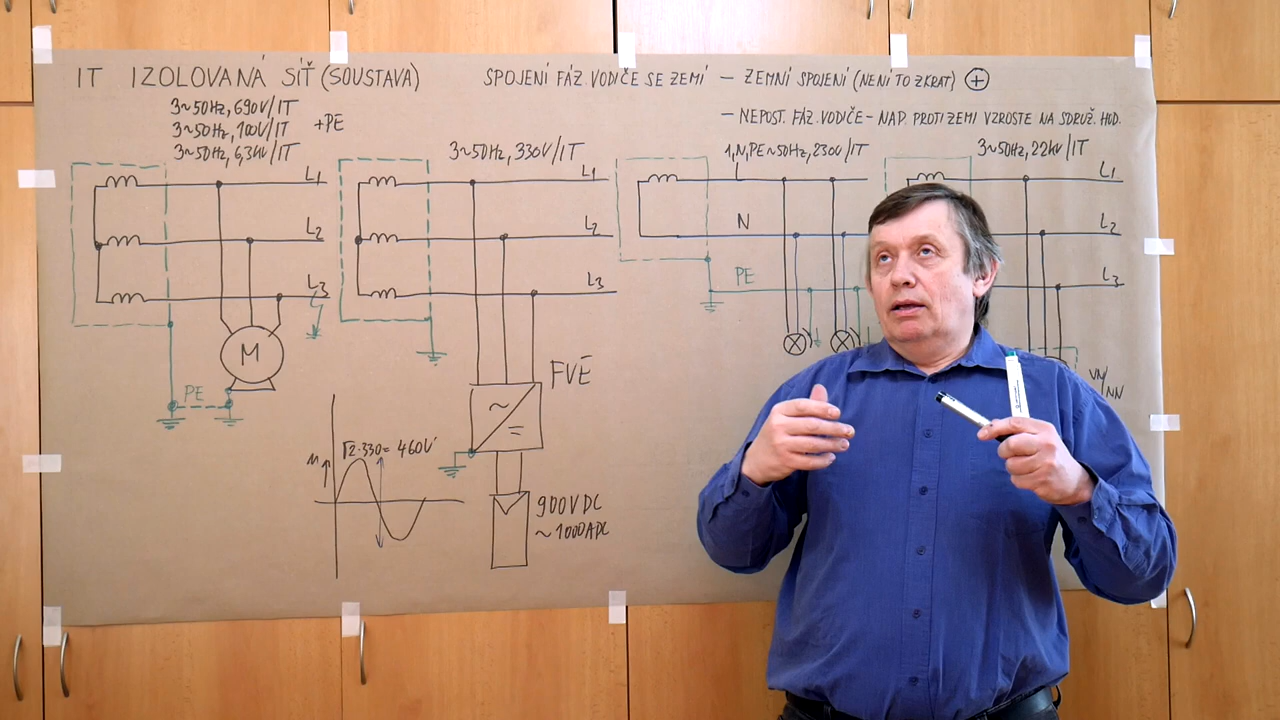 IT IZOLOVANÁ SÍŤ (SOUSTAVA)
SPOJENÍ FÁZ. VODIČE SE ZEMÍ – ZEMNÍ SPOJENÍ (NENÍ TO ZKRAT) +
– NEPOST. FÁZ. VODIČE – NAP. PROTI ZEMI VZROSTE NA SDRUŽ. HOD.
3~50Hz, 690V/IT
3~50Hz, 700V/IT +PE
3~50Hz, 6,3kV/IT
L1
L2
L3
M
PE
3~50Hz, 330V/IT
L1
L2
L3
FVE
~
=
900VDC
~1000ADC
u
√2·330= 460V
1,N,PE~50Hz, 230V/IT
L
N
PE
3~50Hz, 22kV/IT
L1
L2
L3
VN/NN